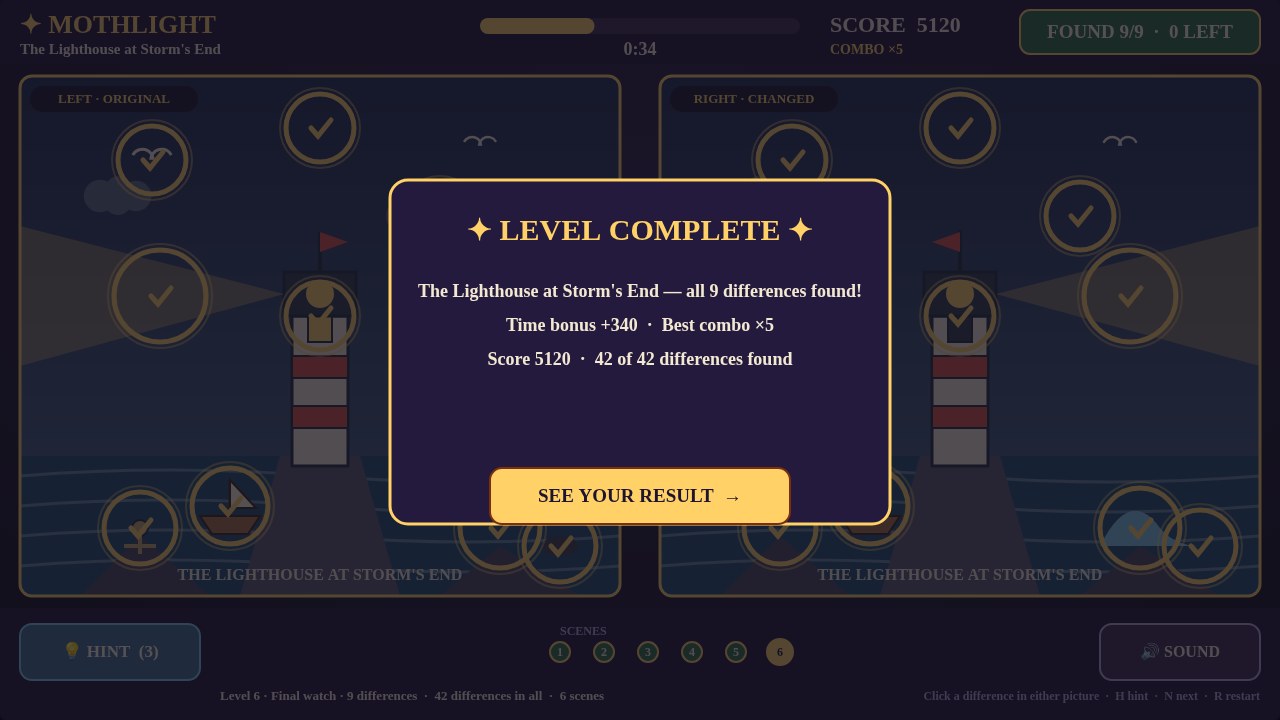 ✦ MOTHLIGHT
The Lighthouse at Storm's End
0:34
SCORE 5120
COMBO ×5
FOUND 9/9 · 0 LEFT
LEFT · ORIGINAL
RIGHT · CHANGED
✦ LEVEL COMPLETE ✦
The Lighthouse at Storm's End — all 9 differences found!
Time bonus +340 · Best combo ×5
Score 5120 · 42 of 42 differences found
SEE YOUR RESULT →
THE LIGHTHOUSE AT STORM'S END
THE LIGHTHOUSE AT STORM'S END
💡 HINT (3)
SCENES
1 2 3 4 5 6
🔊 SOUND
Level 6 · Final watch · 9 differences · 42 differences in all · 6 scenes
Click a difference in either picture · H hint · N next · R restart